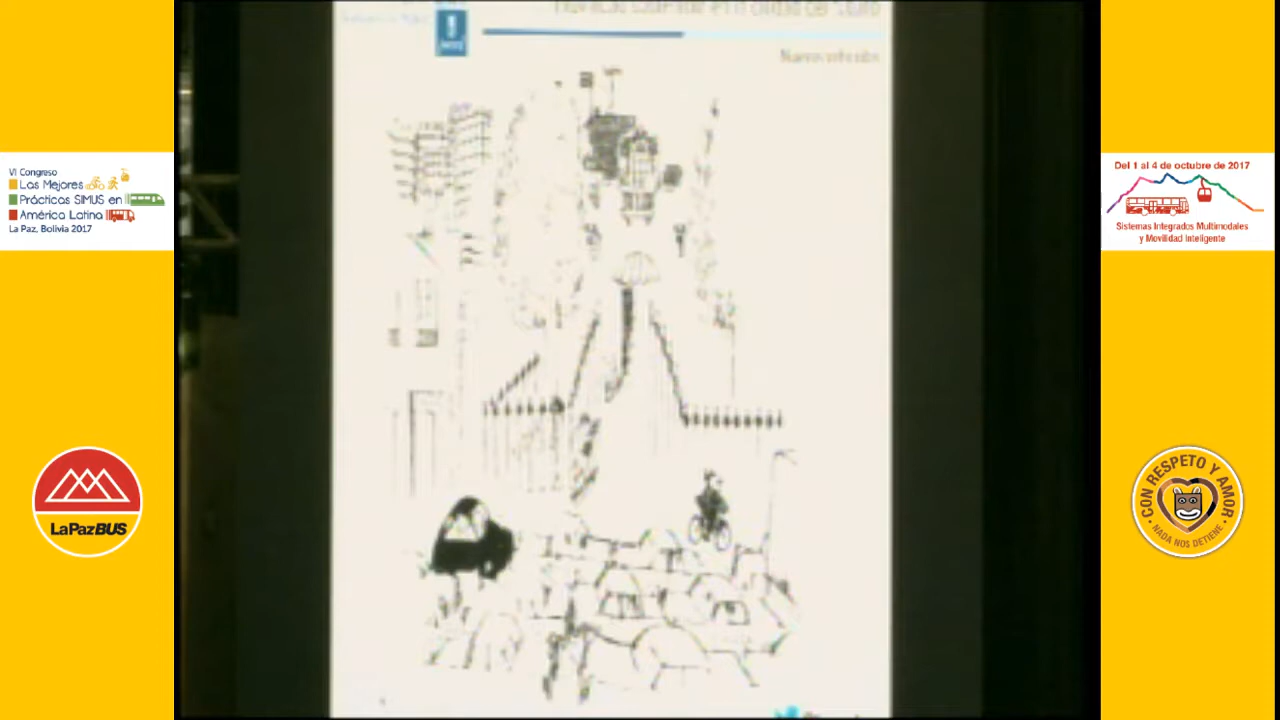 VI Congreso
Las Mejores
Prácticas SIMUS en
América Latina
La Paz, Bolivia 2017
LaPazBUS
Del 1 al 4 de octubre de 2017
Sistemas Integrados Multimodales
y Movilidad Inteligente
CON RESPETO Y AMOR
NADA NOS DETIENE